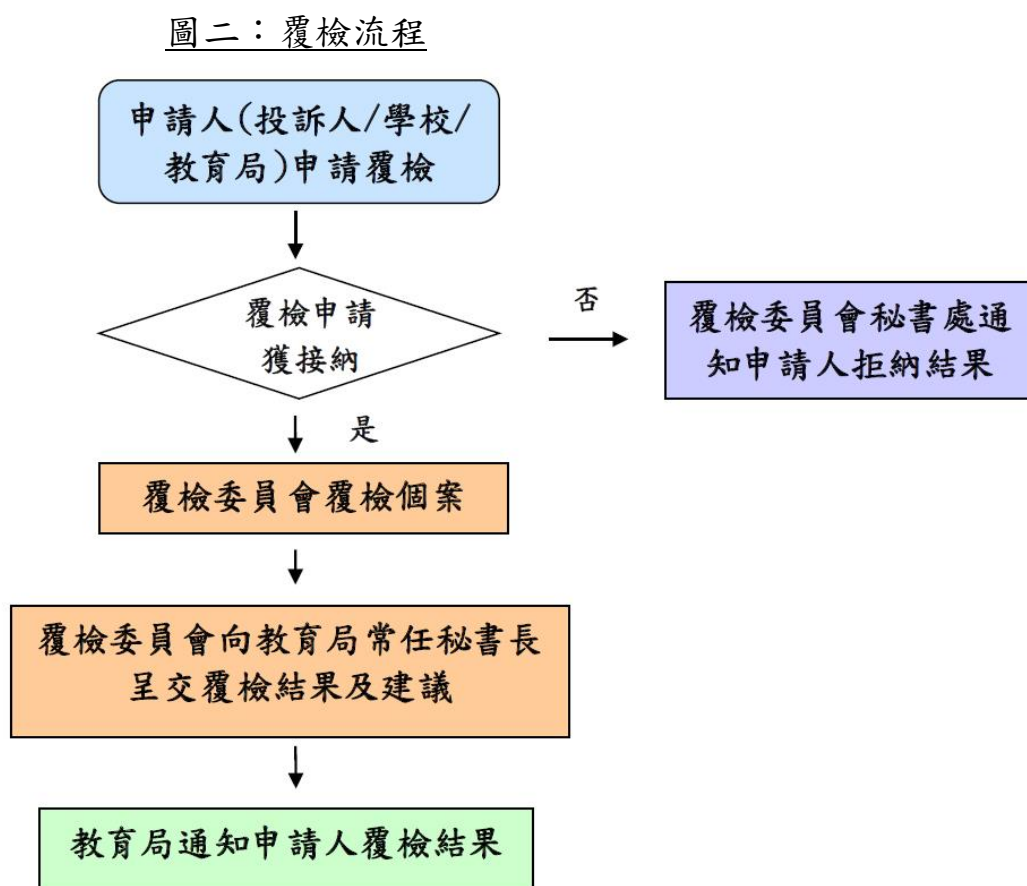 圖二：覆檢流程
申請人(投訴人/學校/
教育局)申請覆檢
覆檢申請
獲接納
否
覆檢委員會秘書處通
知申請人拒納結果
是
覆檢委員會覆檢個案
覆檢委員會向教育局常任秘書長
呈交覆檢結果及建議
教育局通知申請人覆檢結果